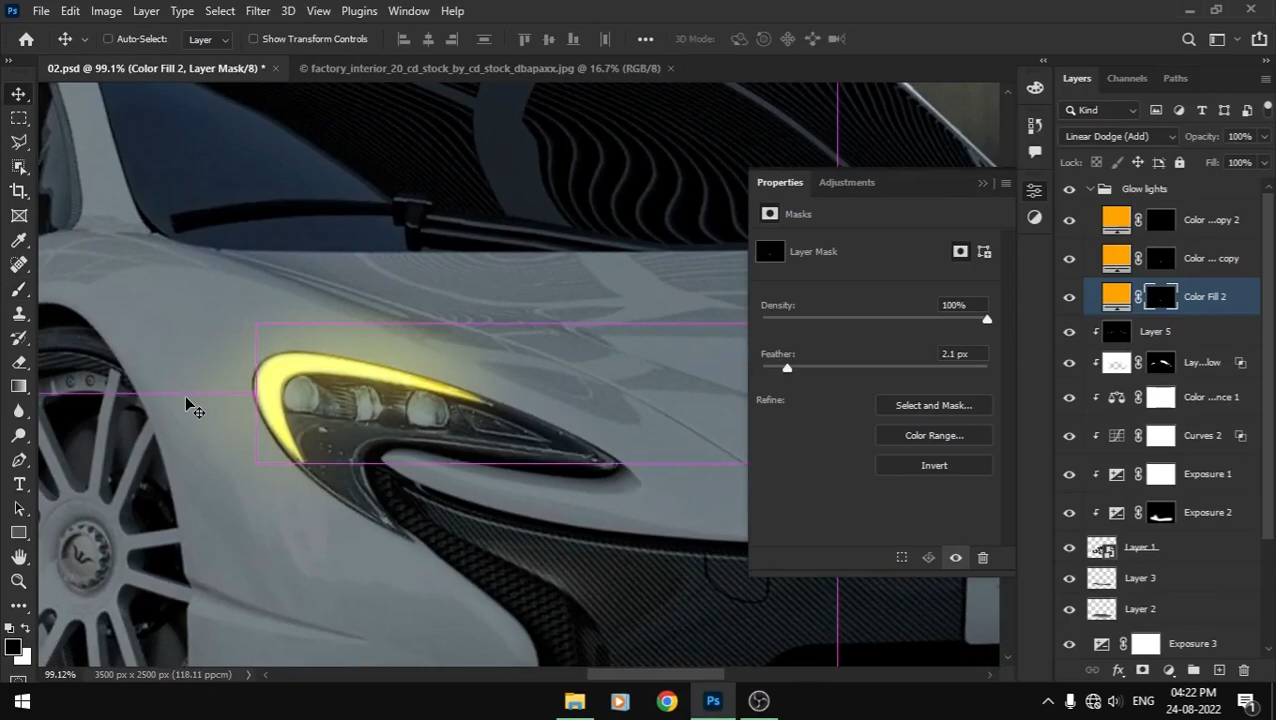 Ps File Edit Image Layer Type Select Filter 3D View Plugins Window Help
Auto-Select: Layer Show Transform Controls 3D Mode:
02.psd @ 99.1% (Color Fill 2, Layer Mask/8) * × © factory_interior_20_cd_stock_by_cd_stock_dbapaxx.jpg @ 16.7% (RGB/8) ×
Layers Channels Paths
Kind
Linear Dodge (Add) Opacity: 100%
Lock: Fill: 100%
Glow lights
Color ...opy 2
Color ... copy
Color Fill 2
Layer 5
Lay...low
...nce 1
Curves 2
Exposure 1
Exposure 2
Layer 1
Layer 3
Layer 2
Exposure 3
Properties Adjustments
Masks
Layer Mask
Density: 100%
Feather: 2.1 px
Refine: Select and Mask...
Color Range...
Invert
99.12% 3500 px x 2500 px (118.11 ppcm)
Ps
ENG
04:22 PM
24-08-2022
1